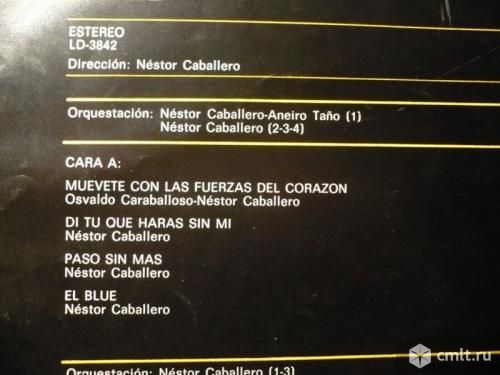 ESTEREO
LD-3842
Dirección: Néstor Caballero
Orquestación: Néstor Caballero-Aneiro Taño (1)
Néstor Caballero (2-3-4)
CARA A:
MUEVETE CON LAS FUERZAS DEL CORAZON
Osvaldo Caraballoso-Néstor Caballero
DI TU QUE HARAS SIN MI
Néstor Caballero
PASO SIN MAS
Néstor Caballero
EL BLUE
Néstor Caballero
Orquestación: Néstor Caballero (1-3)
cmlt.ru